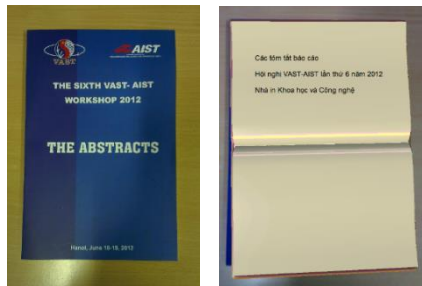 VAST
AIST
THE SIXTH VAST- AIST
WORKSHOP 2012
THE ABSTRACTS
Hanoi, June 18-19, 2012
Các tóm tắt báo cáo
Hội nghị VAST-AIST lần thứ 6 năm 2012
Nhà in Khoa học và Công nghệ